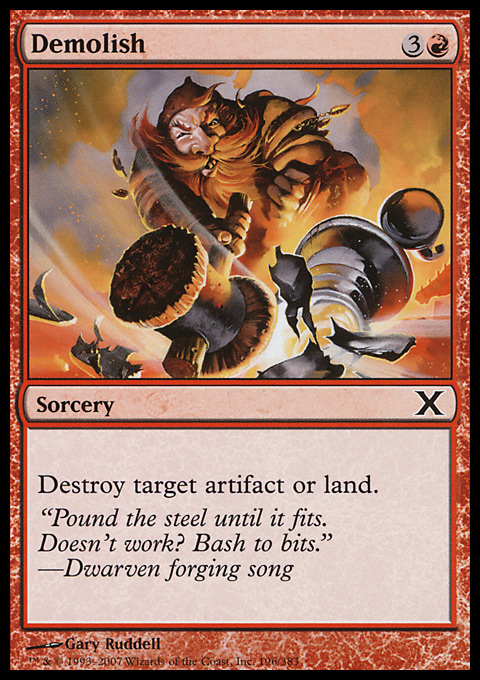 Demolish 3
Sorcery X
Destroy target artifact or land.
“Pound the steel until it fits.
Doesn’t work? Bash to bits.”
—Dwarven forging song
Gary Ruddell
™ & © 1993–2007 Wizards of the Coast, Inc. 196/383